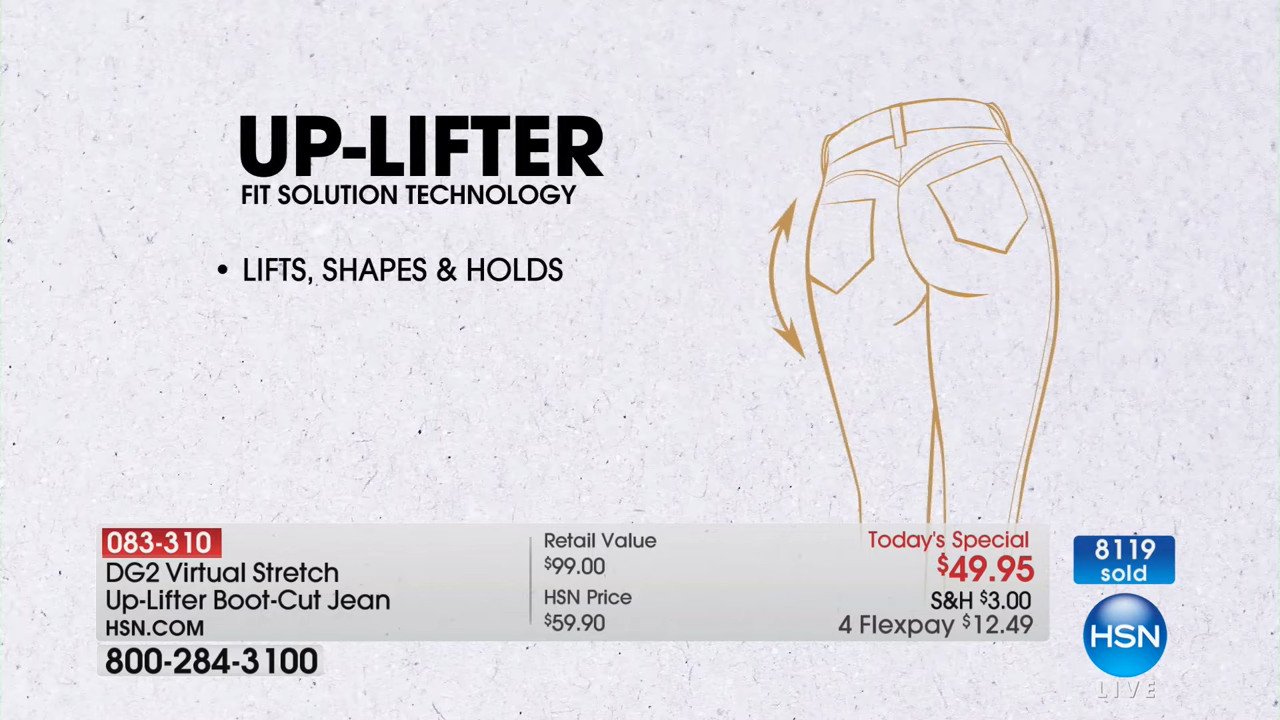 UP-LIFTER
FIT SOLUTION TECHNOLOGY
• LIFTS, SHAPES & HOLDS
083-310
DG2 Virtual Stretch
Up-Lifter Boot-Cut Jean
HSN.COM
800-284-3100
Retail Value
$99.00
HSN Price
$59.90
Today's Special
$49.95
S&H $3.00
4 Flexpay $12.49
8119
sold
HSN
LIVE